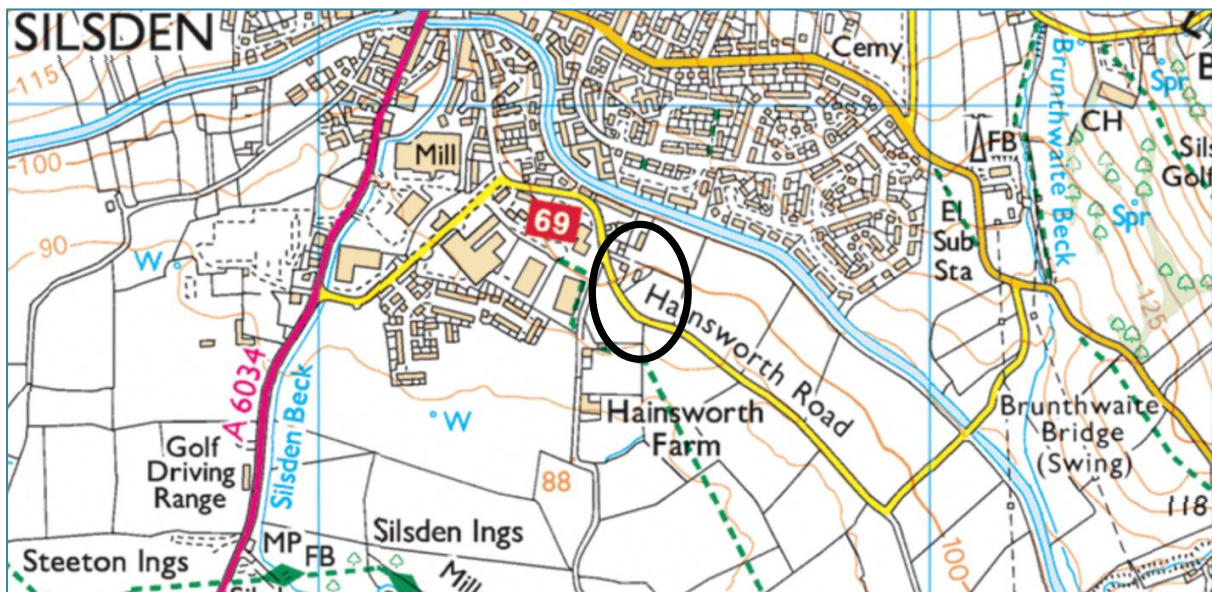 SILSDEN
115
Cemy
Brunthwaite Beck
Spr
CH
100
Mill
FB
Sils
Golf
Spr
69
El
Sub
Sta
90
W
125
Hainsworth Road
A 6034
Silsden Beck
W
Hainsworth
Farm
Brunthwaite
Bridge
(Swing)
Golf
Driving
Range
88
118
Silsden Ings
100
MP
FB
Steeton Ings
Mill